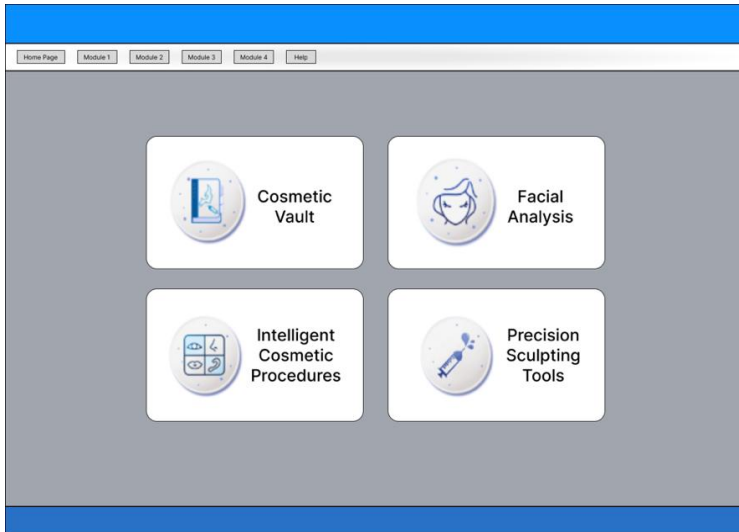 Home Page Module 1 Module 2 Module 3 Module 4 Help
Cosmetic
Vault
Facial
Analysis
Intelligent
Cosmetic
Procedures
Precision
Sculpting
Tools